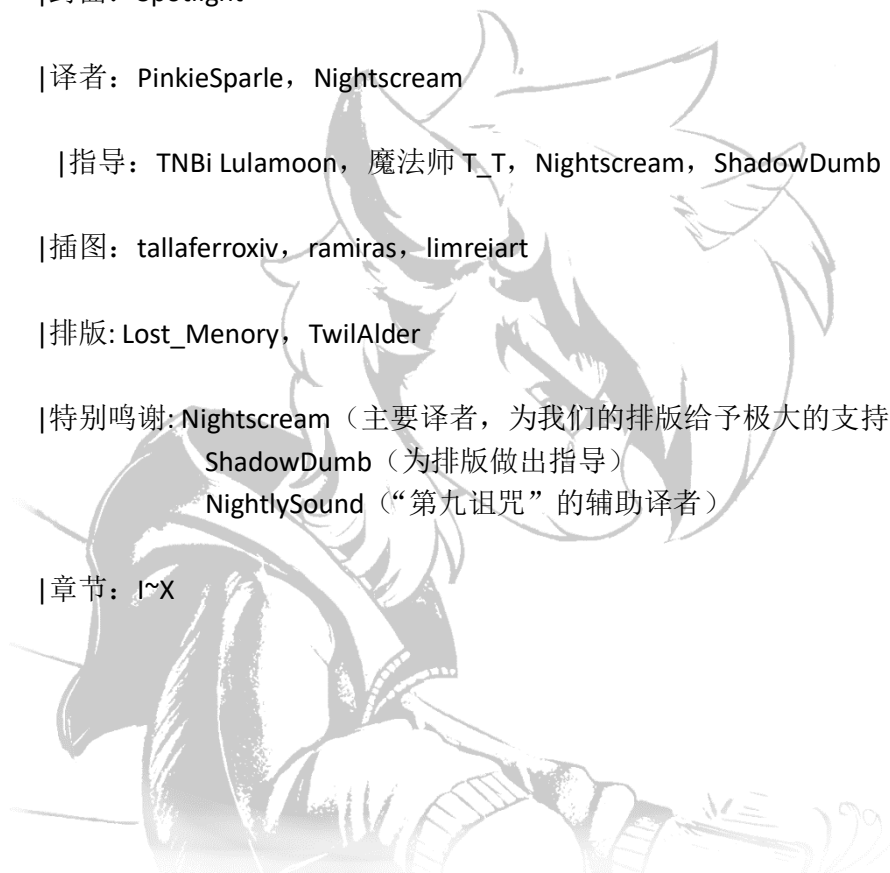 |译者：PinkieSparle，Nightscream
|指导：TNBi Lulamoon，魔法师 T_T，Nightscream，ShadowDumb
|插图：tallaferroxiv，ramiras，limreiart
|排版: Lost_Menory，TwilAlder
|特别鸣谢: Nightscream（主要译者，为我们的排版给予极大的支持
ShadowDumb（为排版做出指导）
NightlySound（“第九诅咒”的辅助译者）
|章节：I~X